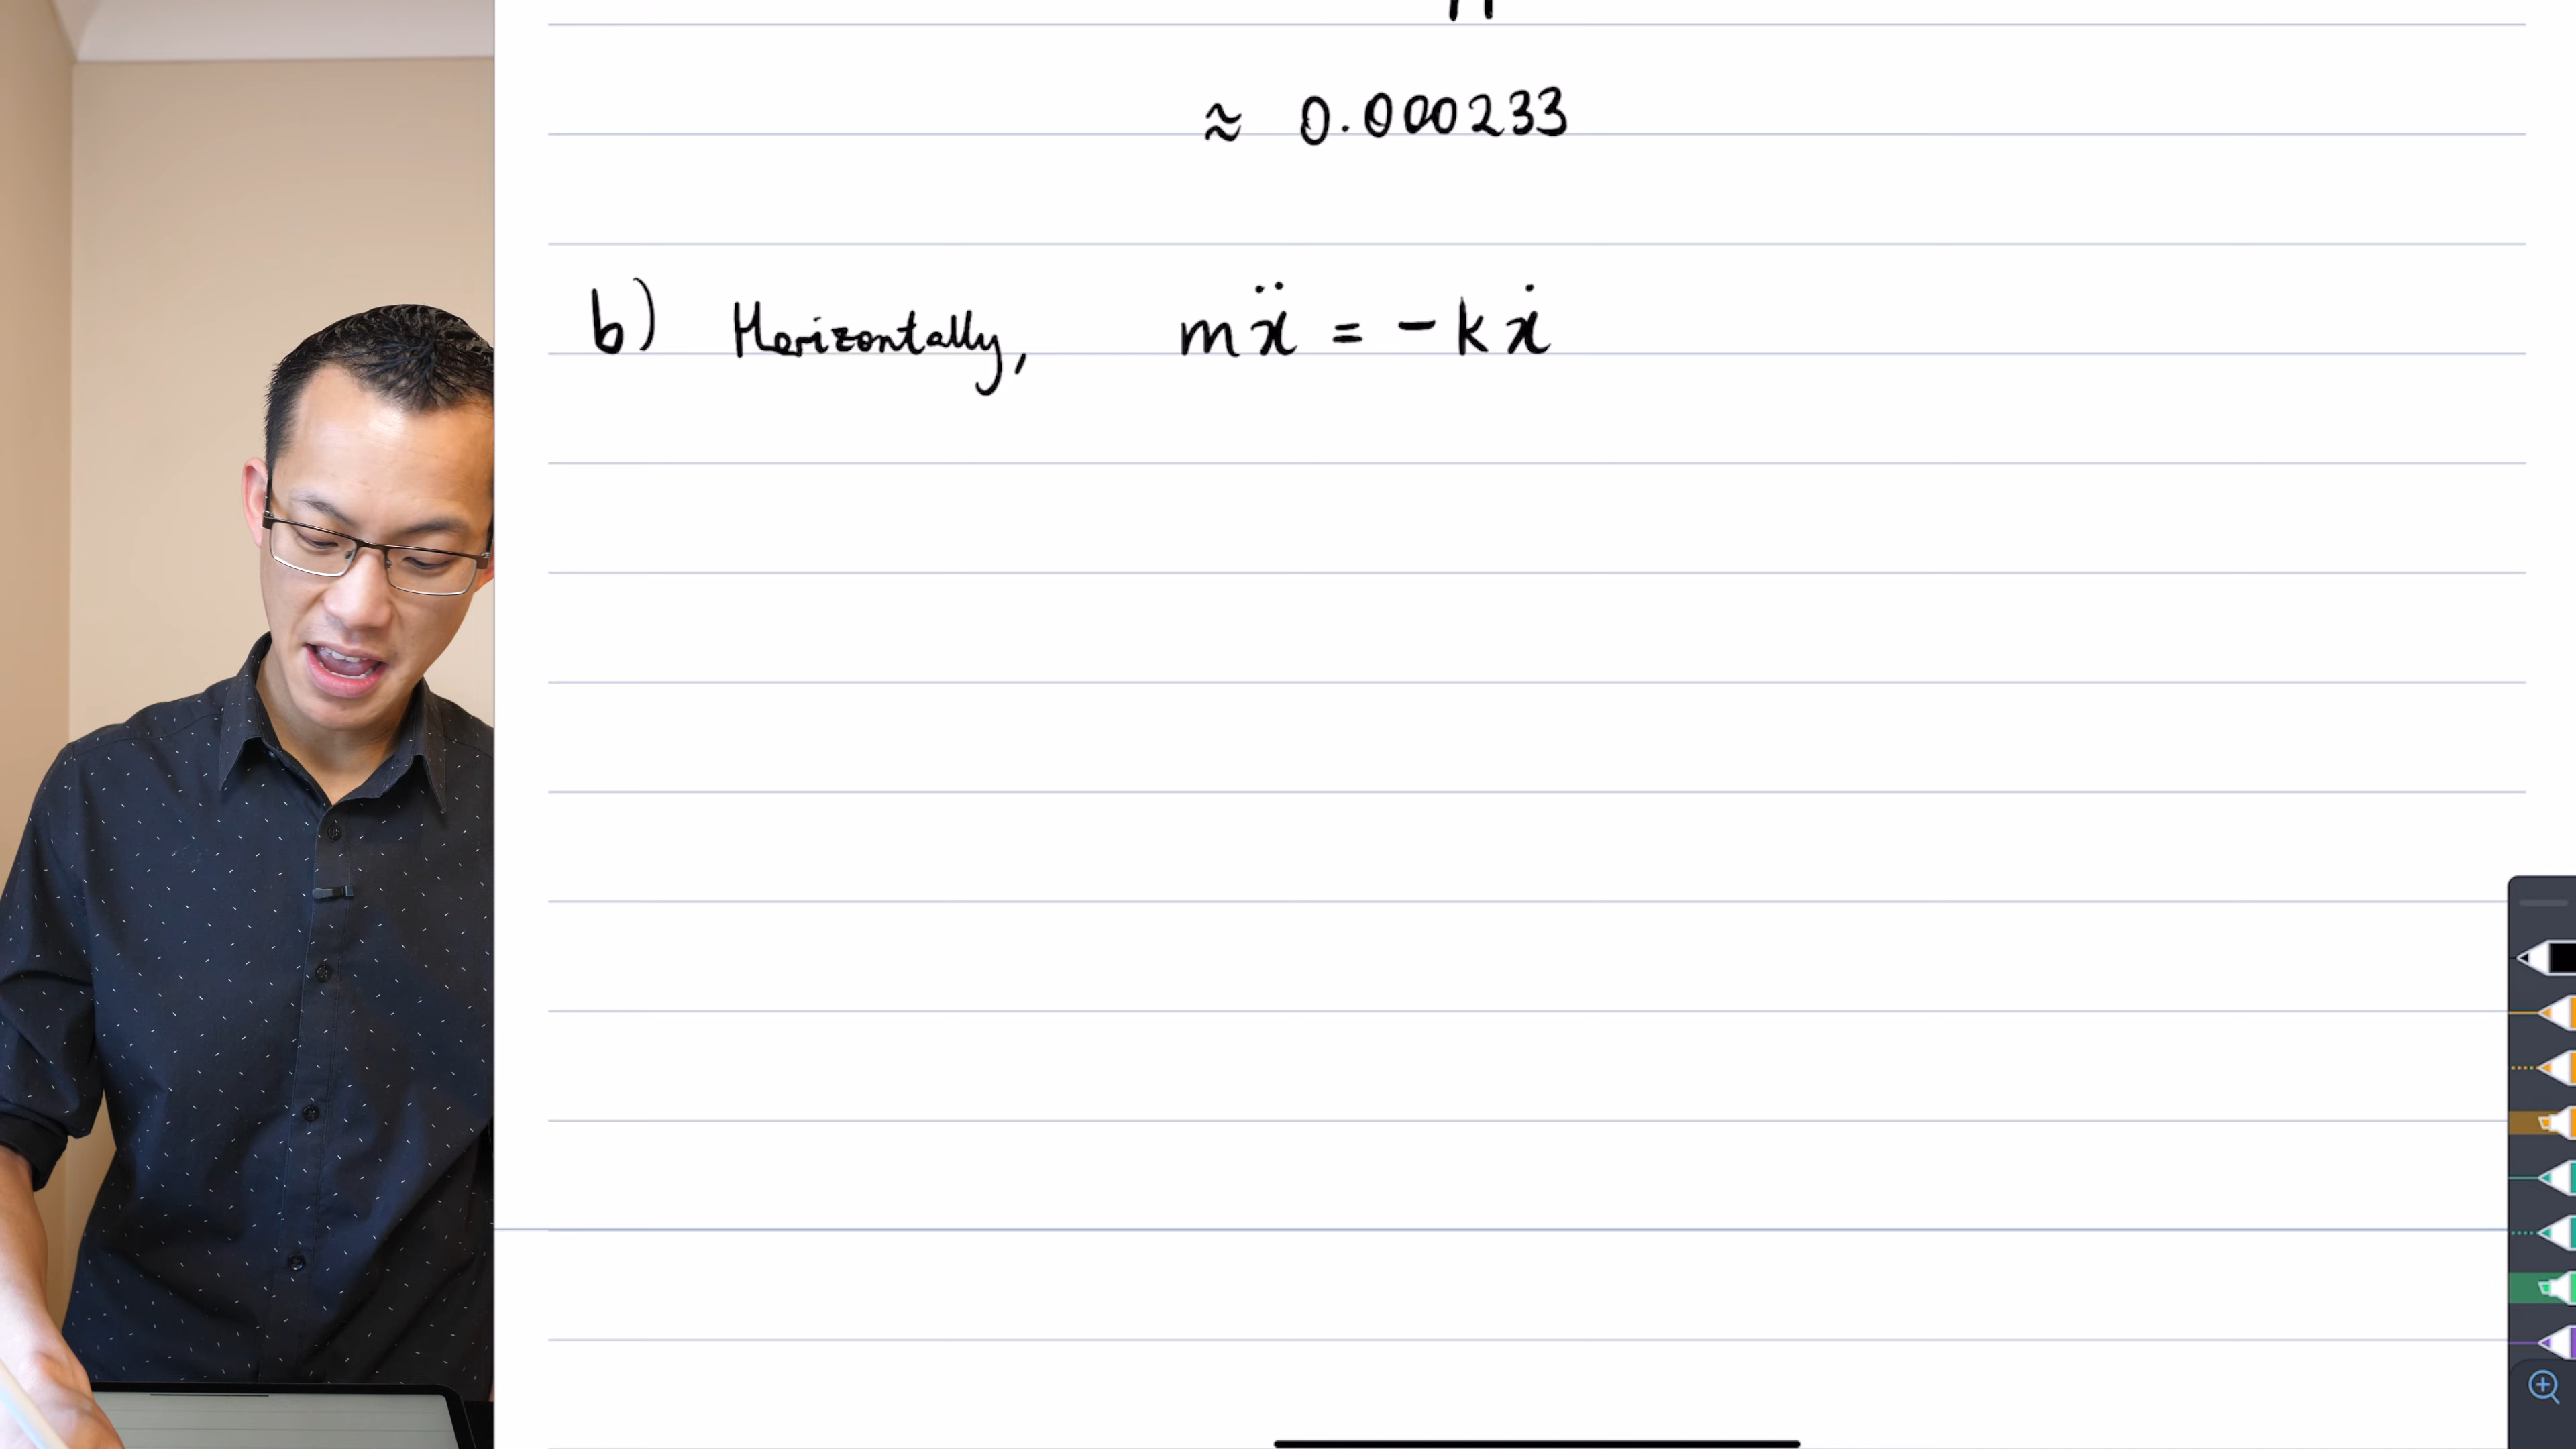 ≈ 0.000233
b) Horizontally, mẍ = -kẋ